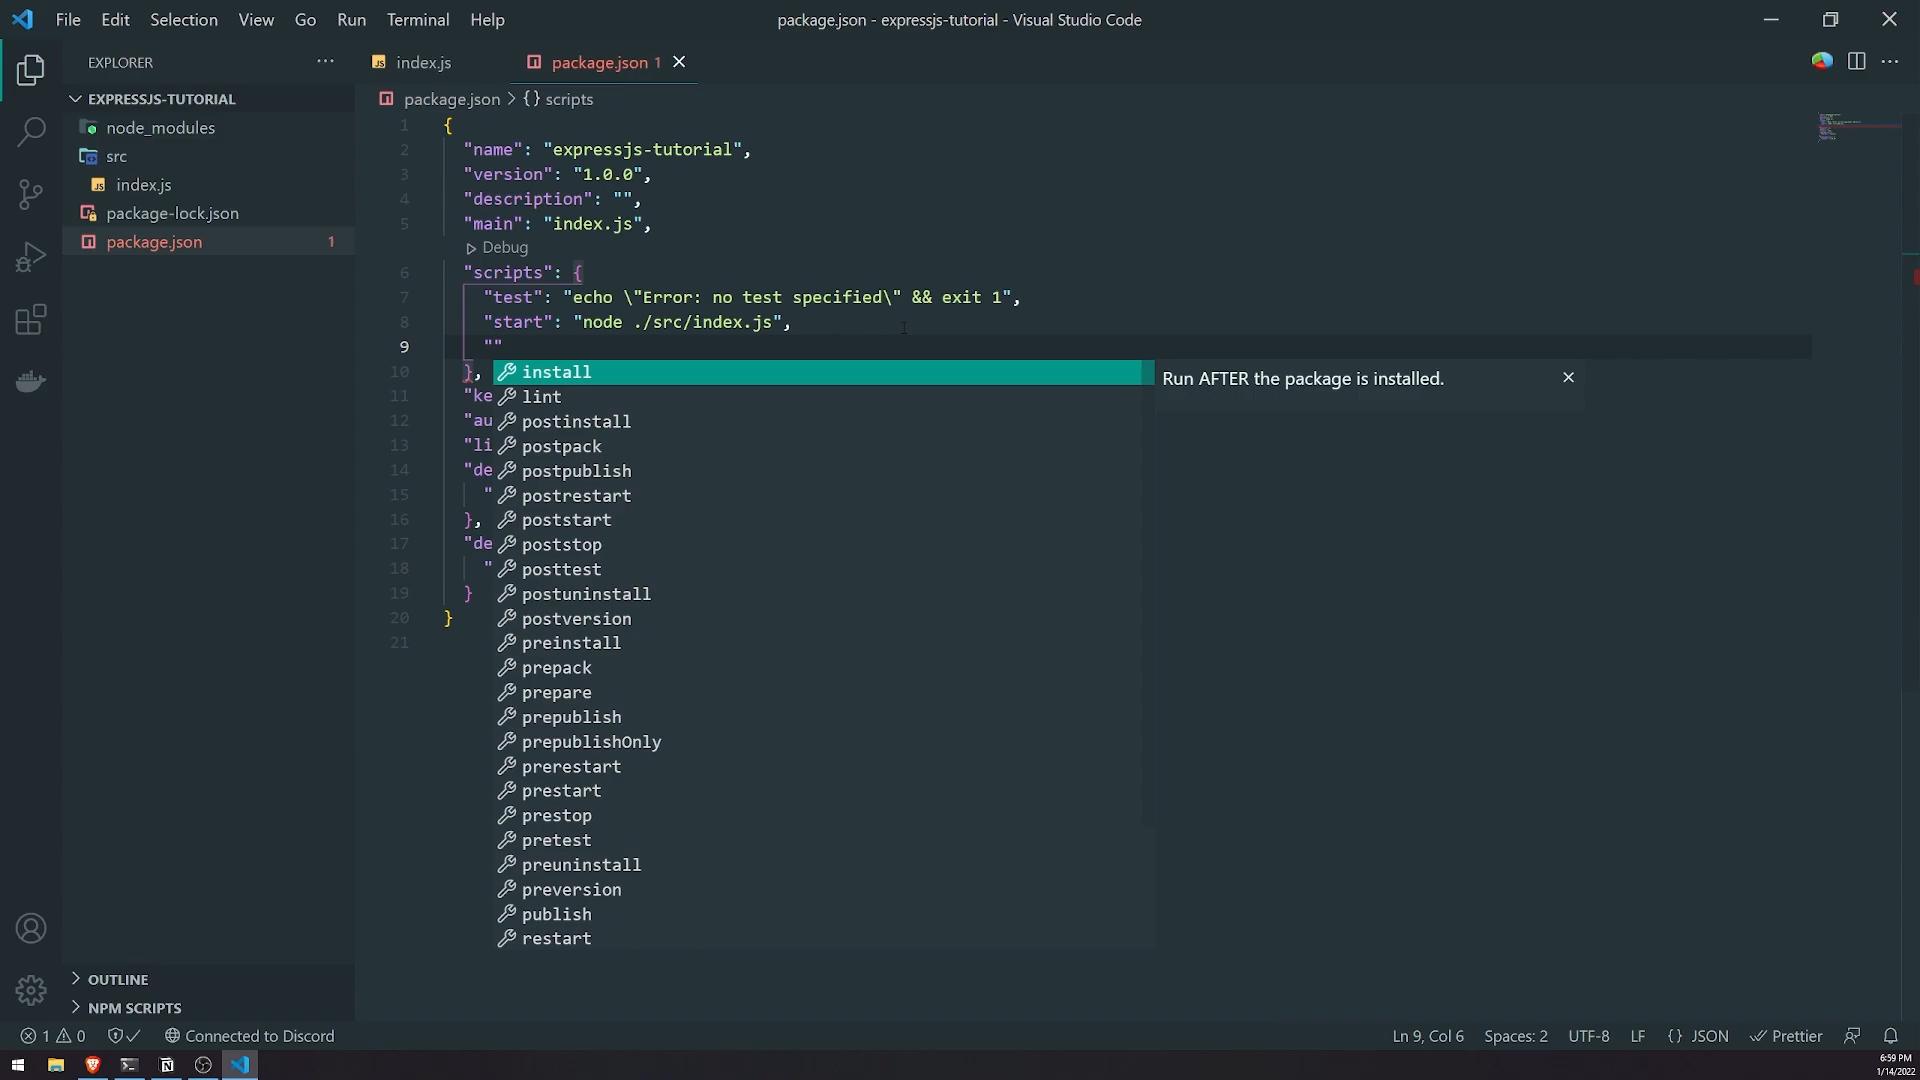 File Edit Selection View Go Run Terminal Help
package.json - expressjs-tutorial - Visual Studio Code
EXPLORER
index.js
package.json 1
EXPRESSJS-TUTORIAL
node_modules
src
index.js
package-lock.json
package.json 1
package.json > {} scripts
1 {
2 "name": "expressjs-tutorial",
3 "version": "1.0.0",
4 "description": "",
5 "main": "index.js",
Debug
6 "scripts": {
7 "test": "echo \"Error: no test specified\" && exit 1",
8 "start": "node ./src/index.js",
9 ""
10 }, install
Run AFTER the package is installed.
11 "ke lint
12 "au postinstall
13 "li postpack
14 "de postpublish
15 " postrestart
16 }, poststart
17 "de poststop
18 " posttest
19 } postuninstall
20 } postversion
21 preinstall
prepack
prepare
prepublish
prepublishOnly
prerestart
prestart
prestop
pretest
preuninstall
preversion
publish
restart
OUTLINE
NPM SCRIPTS
1 0 Connected to Discord
Ln 9, Col 6 Spaces: 2 UTF-8 LF {} JSON Prettier
6:59 PM
1/14/2022